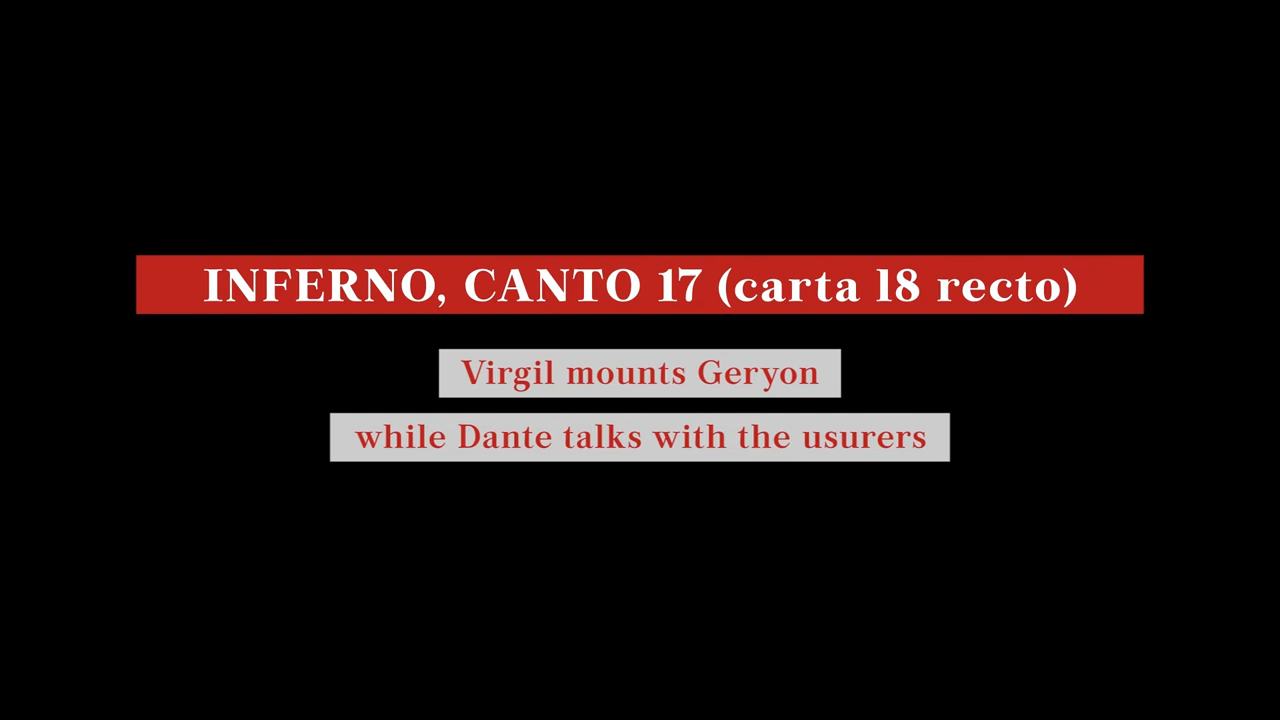 INFERNO, CANTO 17 (carta 18 recto)
Virgil mounts Geryon
while Dante talks with the usurers